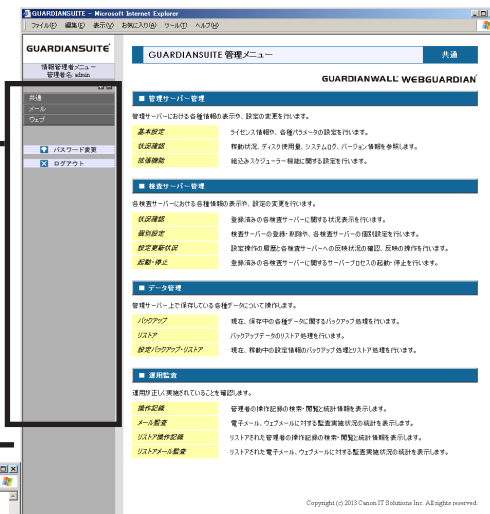 GUARDIANSUITE - Microsoft Internet Explorer
ファイル(F) 編集(E) 表示(V) お気に入り(A) ツール(T) ヘルプ(H)
GUARDIANSUITE
情報管理者メニュー
管理者名: admin
共通
メール
ウェブ
パスワード変更
ログアウト
GUARDIANSUITE 管理メニュー
共通
GUARDIANWALL WEBGUARDIAN
■ 管理サーバー管理
管理サーバーにおける各種情報の表示や、設定の変更を行います。
基本設定 ライセンス情報や、各種パラメータの設定を行います。
状況確認 稼動状況、ディスク使用量、システムログ、バージョン情報を参照します。
拡張機能 組込みスケジューラー機能に関する設定を行います。
■ 検査サーバー管理
各検査サーバーにおける各種情報の表示や、設定の変更を行います。
状況確認 登録済みの各検査サーバーに関する状況表示を行います。
個別設定 検査サーバーの登録・削除や、各検査サーバーの個別設定を行います。
設定更新状況 設定操作の履歴と各検査サーバーへの反映状況の確認、反映の操作を行います。
起動・停止 登録済みの各検査サーバーに関するサーバープロセスの起動・停止を行います。
■ データ管理
管理サーバー上で保存している各種データについて操作します。
バックアップ 現在、保存中の各種データに関するバックアップ処理を行います。
リストア バックアップデータのリストア処理を行います。
設定バックアップ・リストア 現在、稼動中の設定情報のバックアップ処理とリストア処理を行います。
■ 運用監査
運用が正しく実施されていることを確認します。
操作記録 管理者の操作記録の検索・閲覧と統計情報を表示します。
メール監査 電子メール、ウェブメールに対する監査実施状況の統計を表示します。
リストア操作記録 リストアされた管理者の操作記録の検索・閲覧と統計情報を表示します。
リストアメール監査 リストアされた電子メール、ウェブメールに対する監査実施状況の統計を表示します。
Copyright (c) 2013 Canon IT Solutions Inc. All rights reserved.